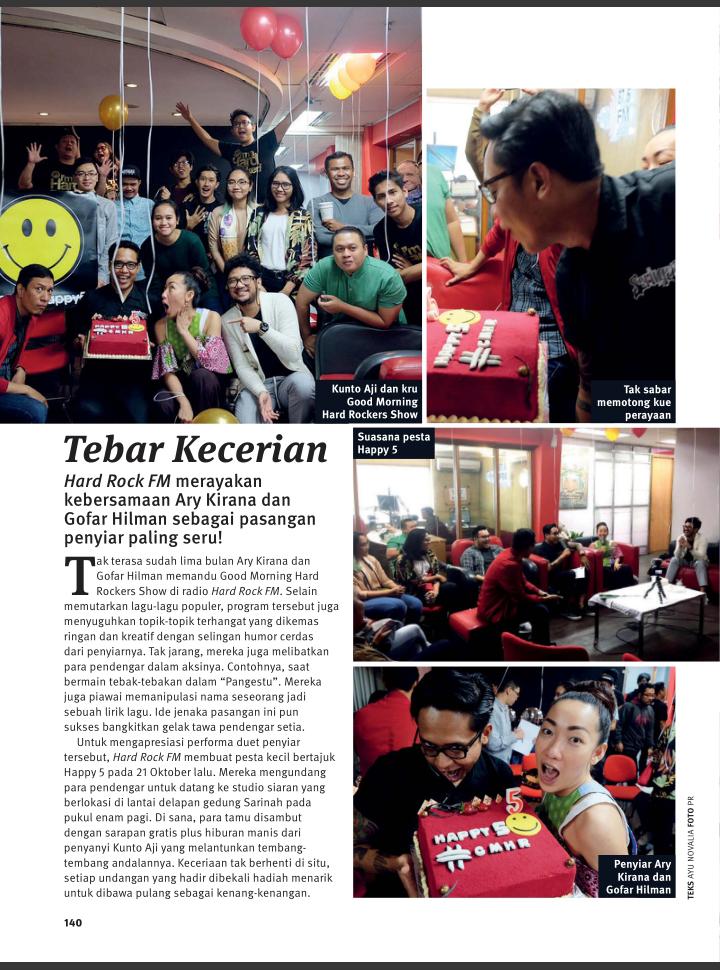 Kunto Aji dan kru
Good Morning
Hard Rockers Show
Tak sabar
memotong kue
perayaan
Tebar Kecerian
Hard Rock FM merayakan
kebersamaan Ary Kirana dan
Gofar Hilman sebagai pasangan
penyiar paling seru!
Tak terasa sudah lima bulan Ary Kirana dan
Gofar Hilman memandu Good Morning Hard
Rockers Show di radio Hard Rock FM. Selain
memutarkan lagu-lagu populer, program tersebut juga
menyuguhkan topik-topik terhangat yang dikemas
ringan dan kreatif dengan selingan humor cerdas
dari penyiarnya. Tak jarang, mereka juga melibatkan
para pendengar dalam aksinya. Contohnya, saat
bermain tebak-tebakan dalam “Pangestu”. Mereka
juga piawai memanipulasi nama seseorang jadi
sebuah lirik lagu. Ide jenaka pasangan ini pun
sukses bangkitkan gelak tawa pendengar setia.
Untuk mengapresiasi performa duet penyiar
tersebut, Hard Rock FM membuat pesta kecil bertajuk
Happy 5 pada 21 Oktober lalu. Mereka mengundang
para pendengar untuk datang ke studio siaran yang
berlokasi di lantai delapan gedung Sarinah pada
pukul enam pagi. Di sana, para tamu disambut
dengan sarapan gratis plus hiburan manis dari
penyanyi Kunto Aji yang melantunkan tembang-
tembang andalannya. Keceriaan tak berhenti di situ,
setiap undangan yang hadir dibekali hadiah menarik
untuk dibawa pulang sebagai kenang-kenangan.
Suasana pesta
Happy 5
5
HAPPY 5
#GMHR
Penyiar Ary
Kirana dan
Gofar Hilman
TEKS AYU NOVALIA FOTO PR
140